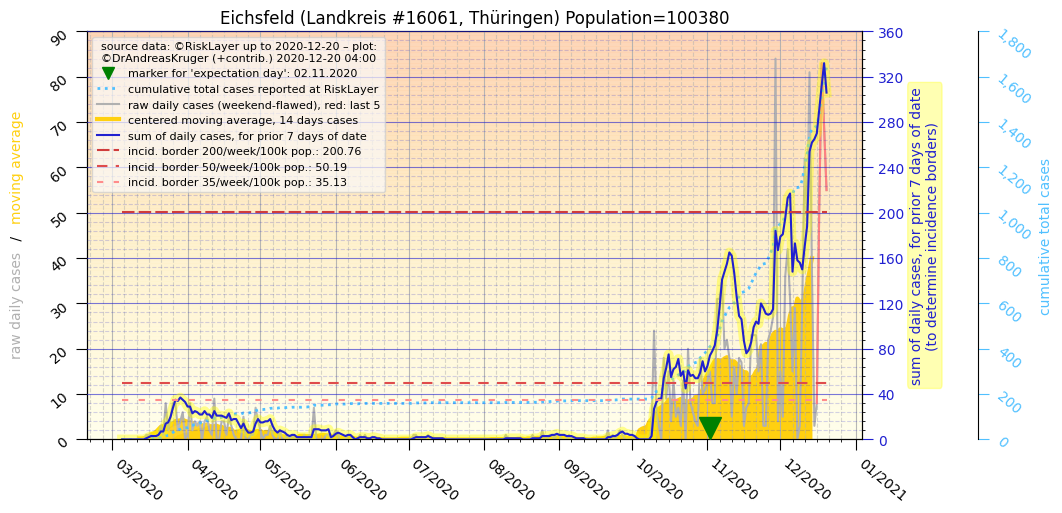 Eichsfeld (Landkreis #16061, Thüringen) Population=100380
source data: ©RiskLayer up to 2020-12-20 – plot:
©DrAndreasKruger (+contrib.) 2020-12-20 04:00
marker for 'expectation day': 02.11.2020
cumulative total cases reported at RiskLayer
raw daily cases (weekend-flawed), red: last 5
centered moving average, 14 days cases
sum of daily cases, for prior 7 days of date
incid. border 200/week/100k pop.: 200.76
incid. border 50/week/100k pop.: 50.19
incid. border 35/week/100k pop.: 35.13
raw daily cases / moving average
90
80
70
60
50
40
30
20
10
0
03/2020
04/2020
05/2020
06/2020
07/2020
08/2020
09/2020
10/2020
11/2020
12/2020
01/2021
360
320
280
240
200
160
120
80
40
0
sum of daily cases, for prior 7 days of date
(to determine incidence borders)
1,800
1,600
1,400
1,200
1,000
800
600
400
200
0
cumulative total cases